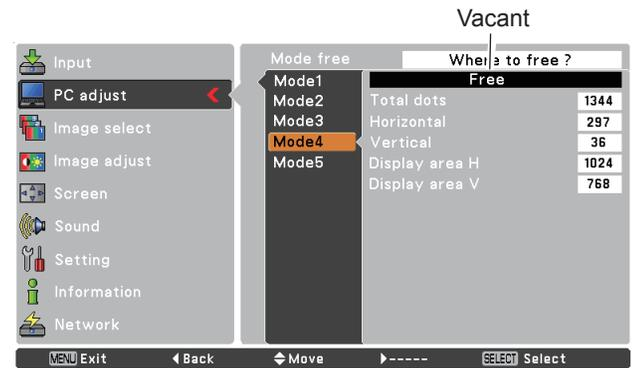 Vacant
Input
PC adjust
Image select
Image adjust
Screen
Sound
Setting
Information
Network
Mode free
Where to free ?
Mode1
Mode2
Mode3
Mode4
Mode5
Free
Total dots 1344
Horizontal 297
Vertical 36
Display area H 1024
Display area V 768
MENU Exit Back Move ----- SELECT Select